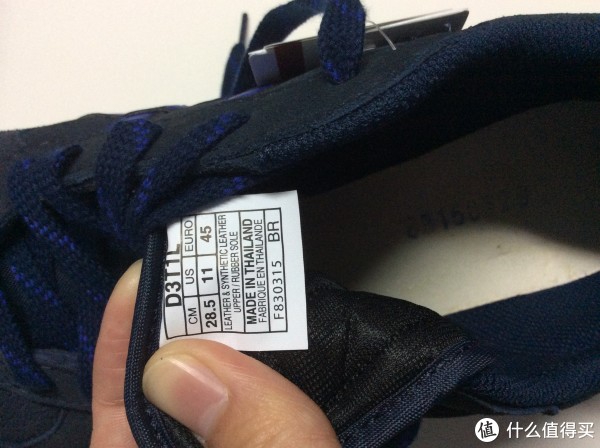 D3T1L
CM US EURO
28.5 11 45
LEATHER & SYNTHETIC LEATHER
UPPER / RUBBER SOLE
MADE IN THAILAND
FABRIQUE EN THAILANDE
F830315 BR
值 什么值得买